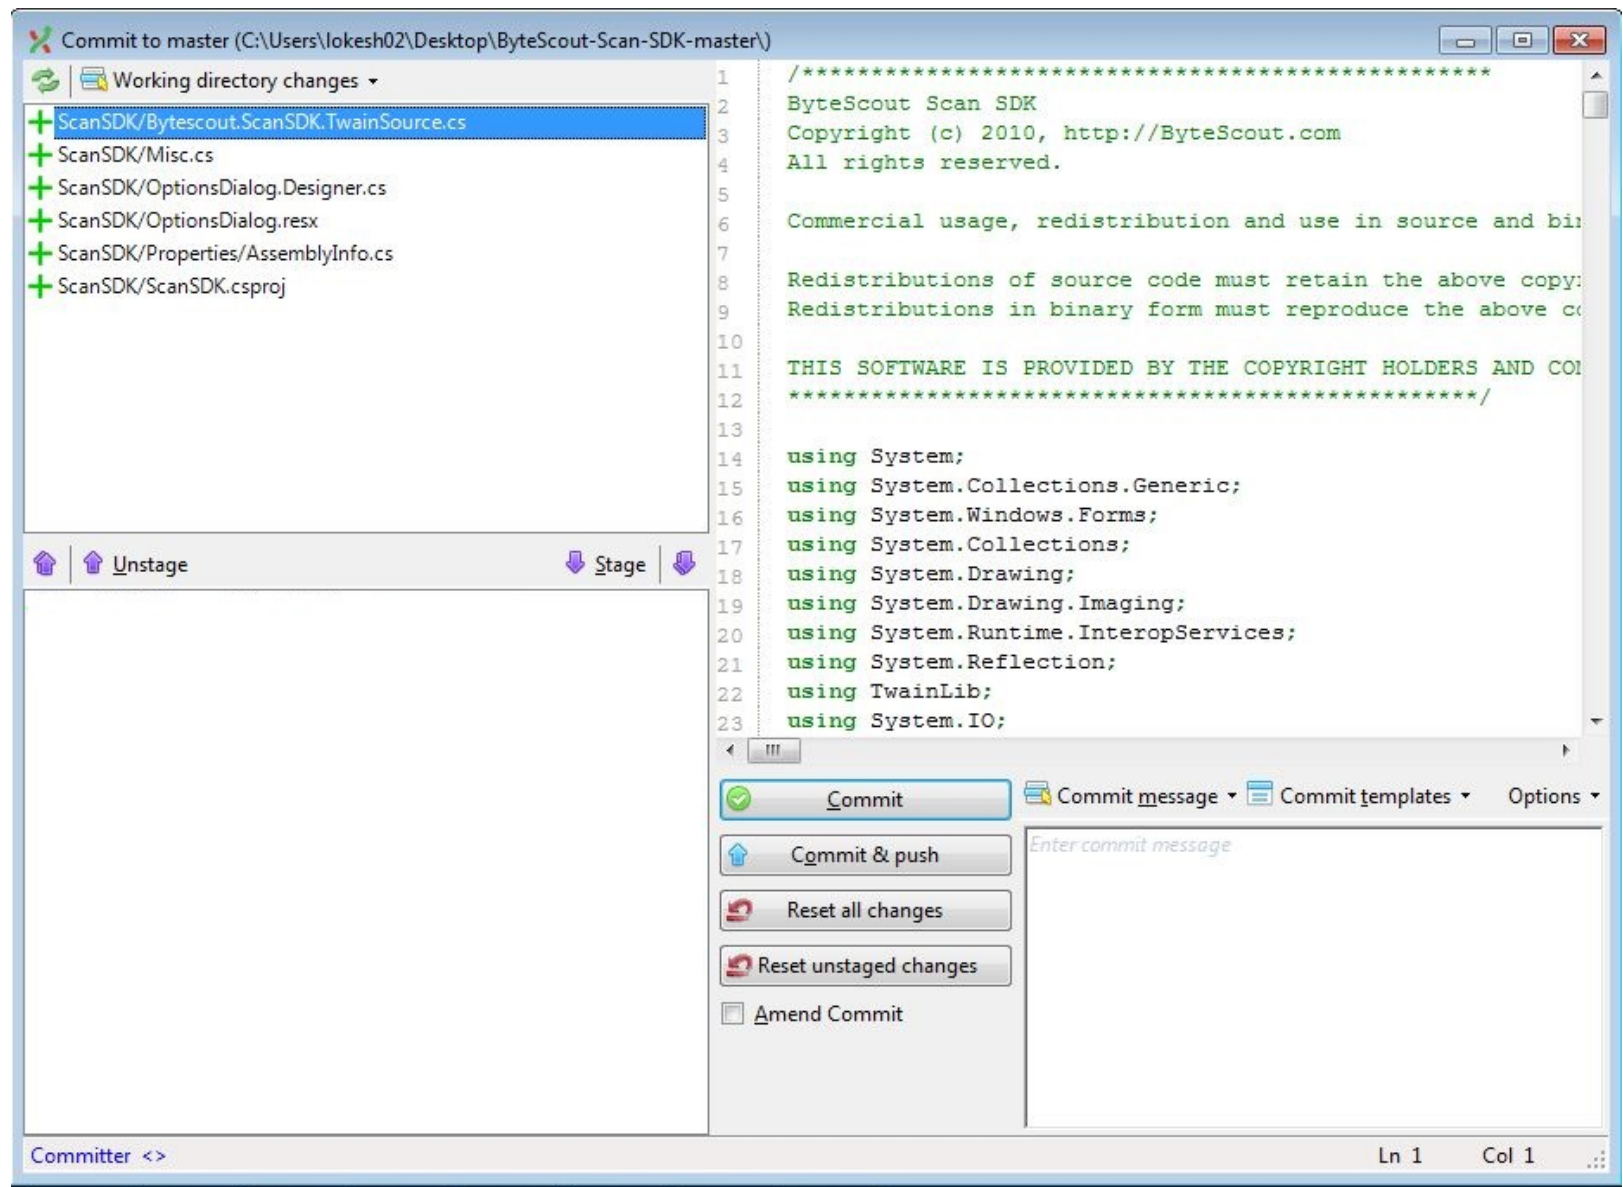 Commit to master (C:\Users\lokesh02\Desktop\ByteScout-Scan-SDK-master\)
Working directory changes
ScanSDK/Bytescout.ScanSDK.TwainSource.cs
ScanSDK/Misc.cs
ScanSDK/OptionsDialog.Designer.cs
ScanSDK/OptionsDialog.resx
ScanSDK/Properties/AssemblyInfo.cs
ScanSDK/ScanSDK.csproj
Unstage
Stage
1 /**************************************************
2 ByteScout Scan SDK
3 Copyright (c) 2010, http://ByteScout.com
4 All rights reserved.
5
6 Commercial usage, redistribution and use in source and bi
7
8 Redistributions of source code must retain the above copy
9 Redistributions in binary form must reproduce the above c
10
11 THIS SOFTWARE IS PROVIDED BY THE COPYRIGHT HOLDERS AND CO
12 **************************************************/
13
14 using System;
15 using System.Collections.Generic;
16 using System.Windows.Forms;
17 using System.Collections;
18 using System.Drawing;
19 using System.Drawing.Imaging;
20 using System.Runtime.InteropServices;
21 using System.Reflection;
22 using TwainLib;
23 using System.IO;
Commit
Commit & push
Reset all changes
Reset unstaged changes
Amend Commit
Commit message
Commit templates
Options
Enter commit message
Committer <>
Ln 1
Col 1